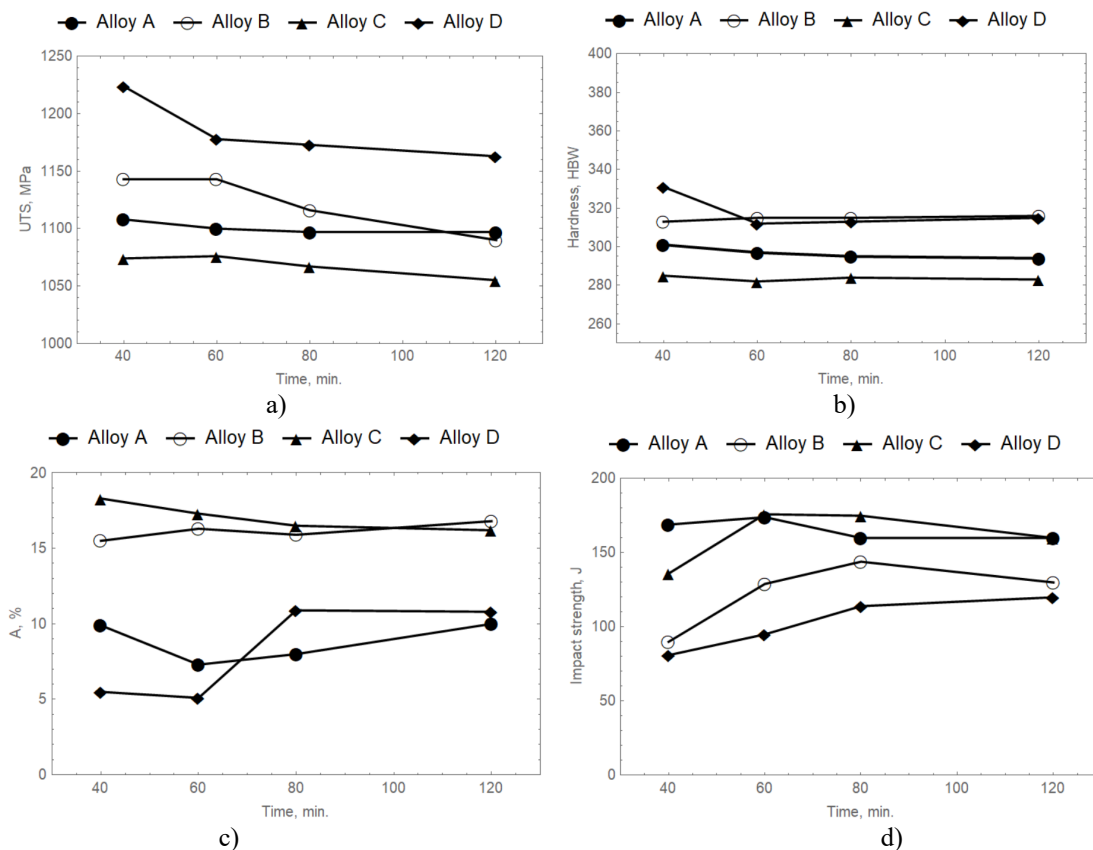 Alloy A Alloy B Alloy C Alloy D
1250
1200
1150
1100
1050
1000
UTS, MPa
40 60 80 100 120
Time, min.
a)
Alloy A Alloy B Alloy C Alloy D
400
380
360
340
320
300
280
260
Hardness, HBW
40 60 80 100 120
Time, min.
b)
Alloy A Alloy B Alloy C Alloy D
20
15
10
5
0
A, %
40 60 80 100 120
Time, min.
c)
Alloy A Alloy B Alloy C Alloy D
200
150
100
50
0
Impact strength, J
40 60 80 100 120
Time, min.
d)